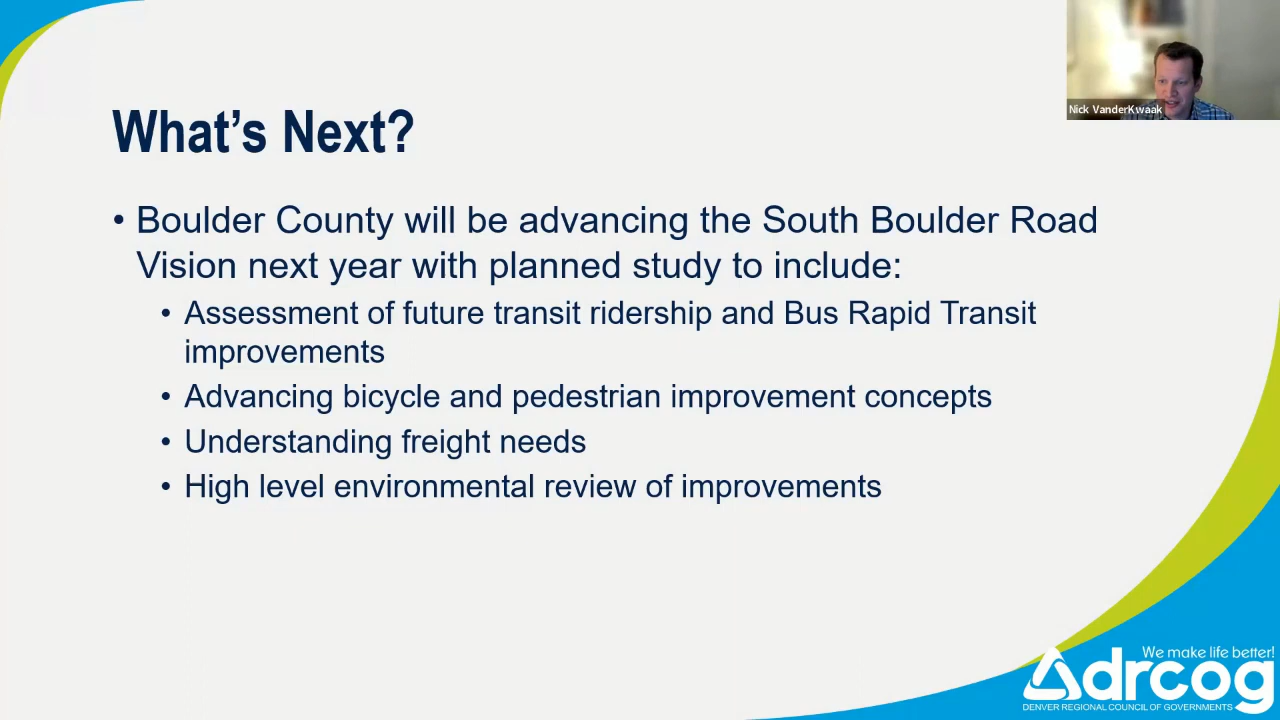 Nick VanderKwaak
What's Next?
• Boulder County will be advancing the South Boulder Road
Vision next year with planned study to include:
• Assessment of future transit ridership and Bus Rapid Transit
improvements
• Advancing bicycle and pedestrian improvement concepts
• Understanding freight needs
• High level environmental review of improvements
We make life better!
drcog
DENVER REGIONAL COUNCIL OF GOVERNMENTS